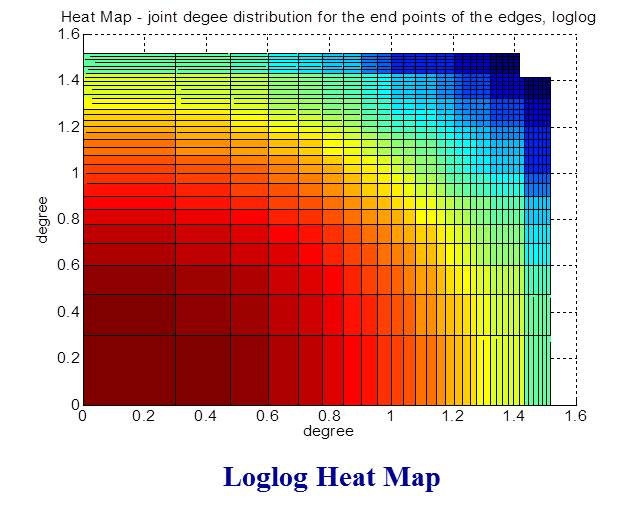 Heat Map - joint degee distribution for the end points of the edges, loglog
1.6
1.4
1.2
1
0.8
0.6
0.4
0.2
0
degree
0 0.2 0.4 0.6 0.8 1 1.2 1.4 1.6
degree
Loglog Heat Map